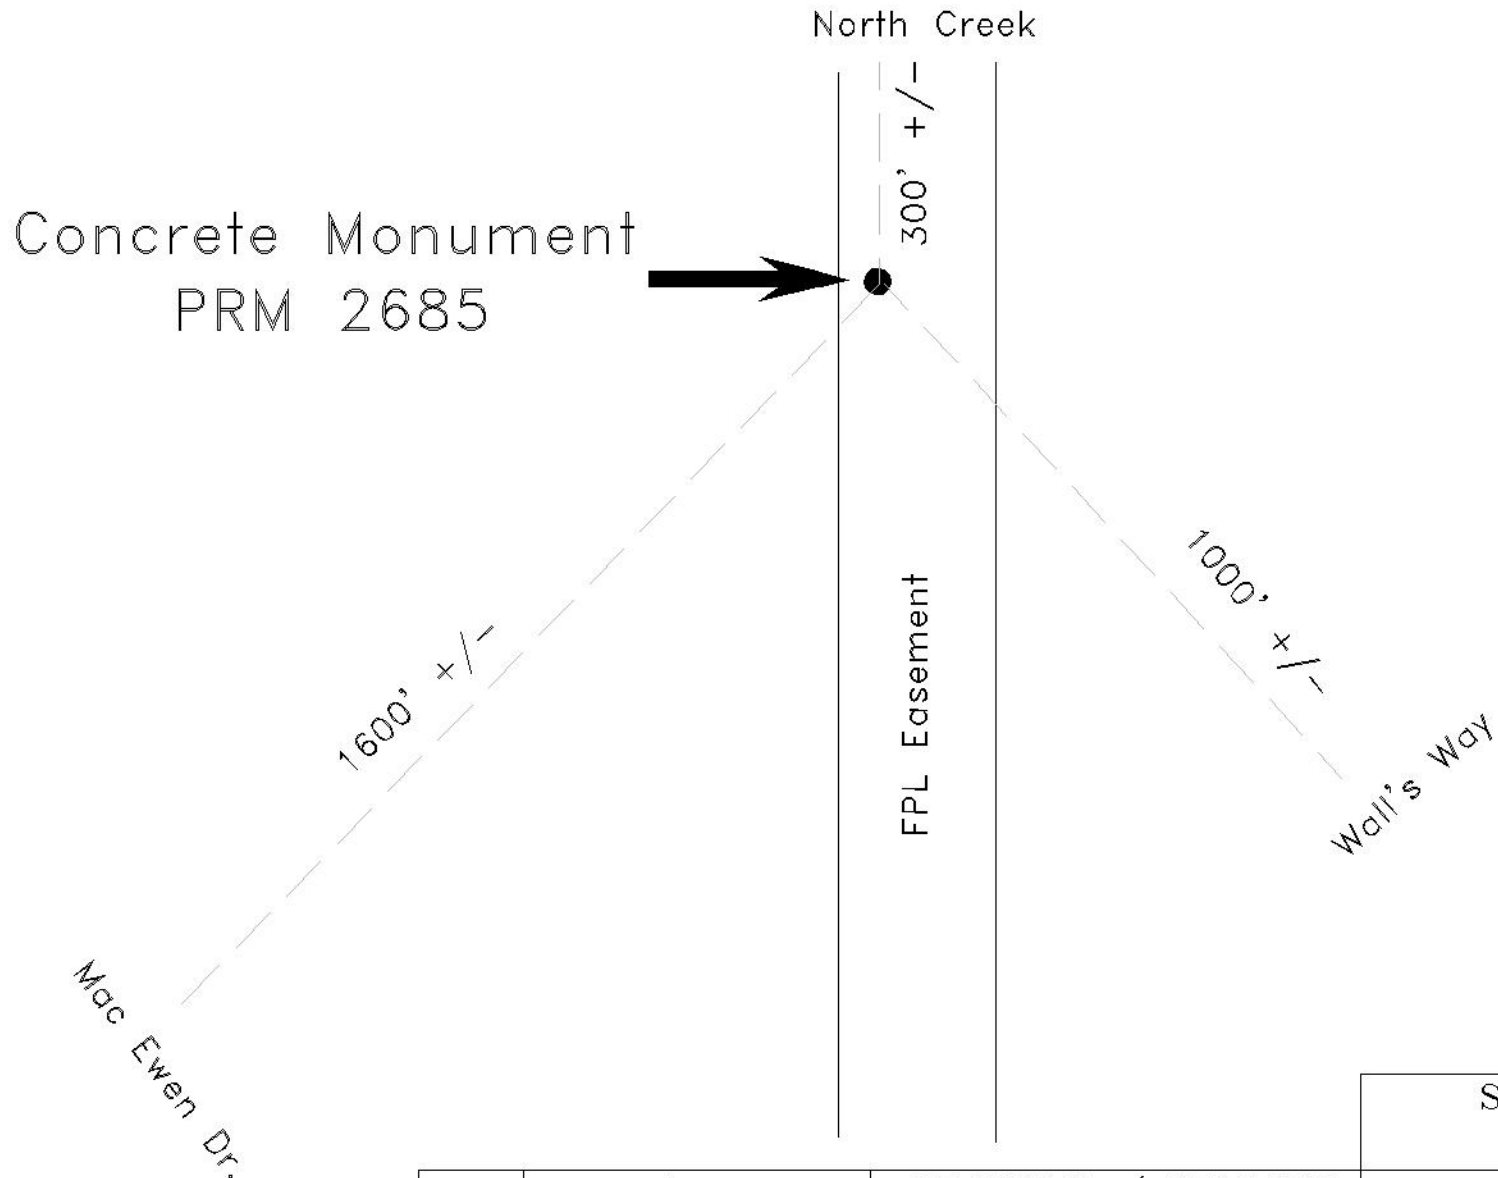 North Creek
300' +/-
Concrete Monument
PRM 2685
1000' +/-
FPL Easement
1600' +/-
Wall's Way
Mac Ewen Dr.
S